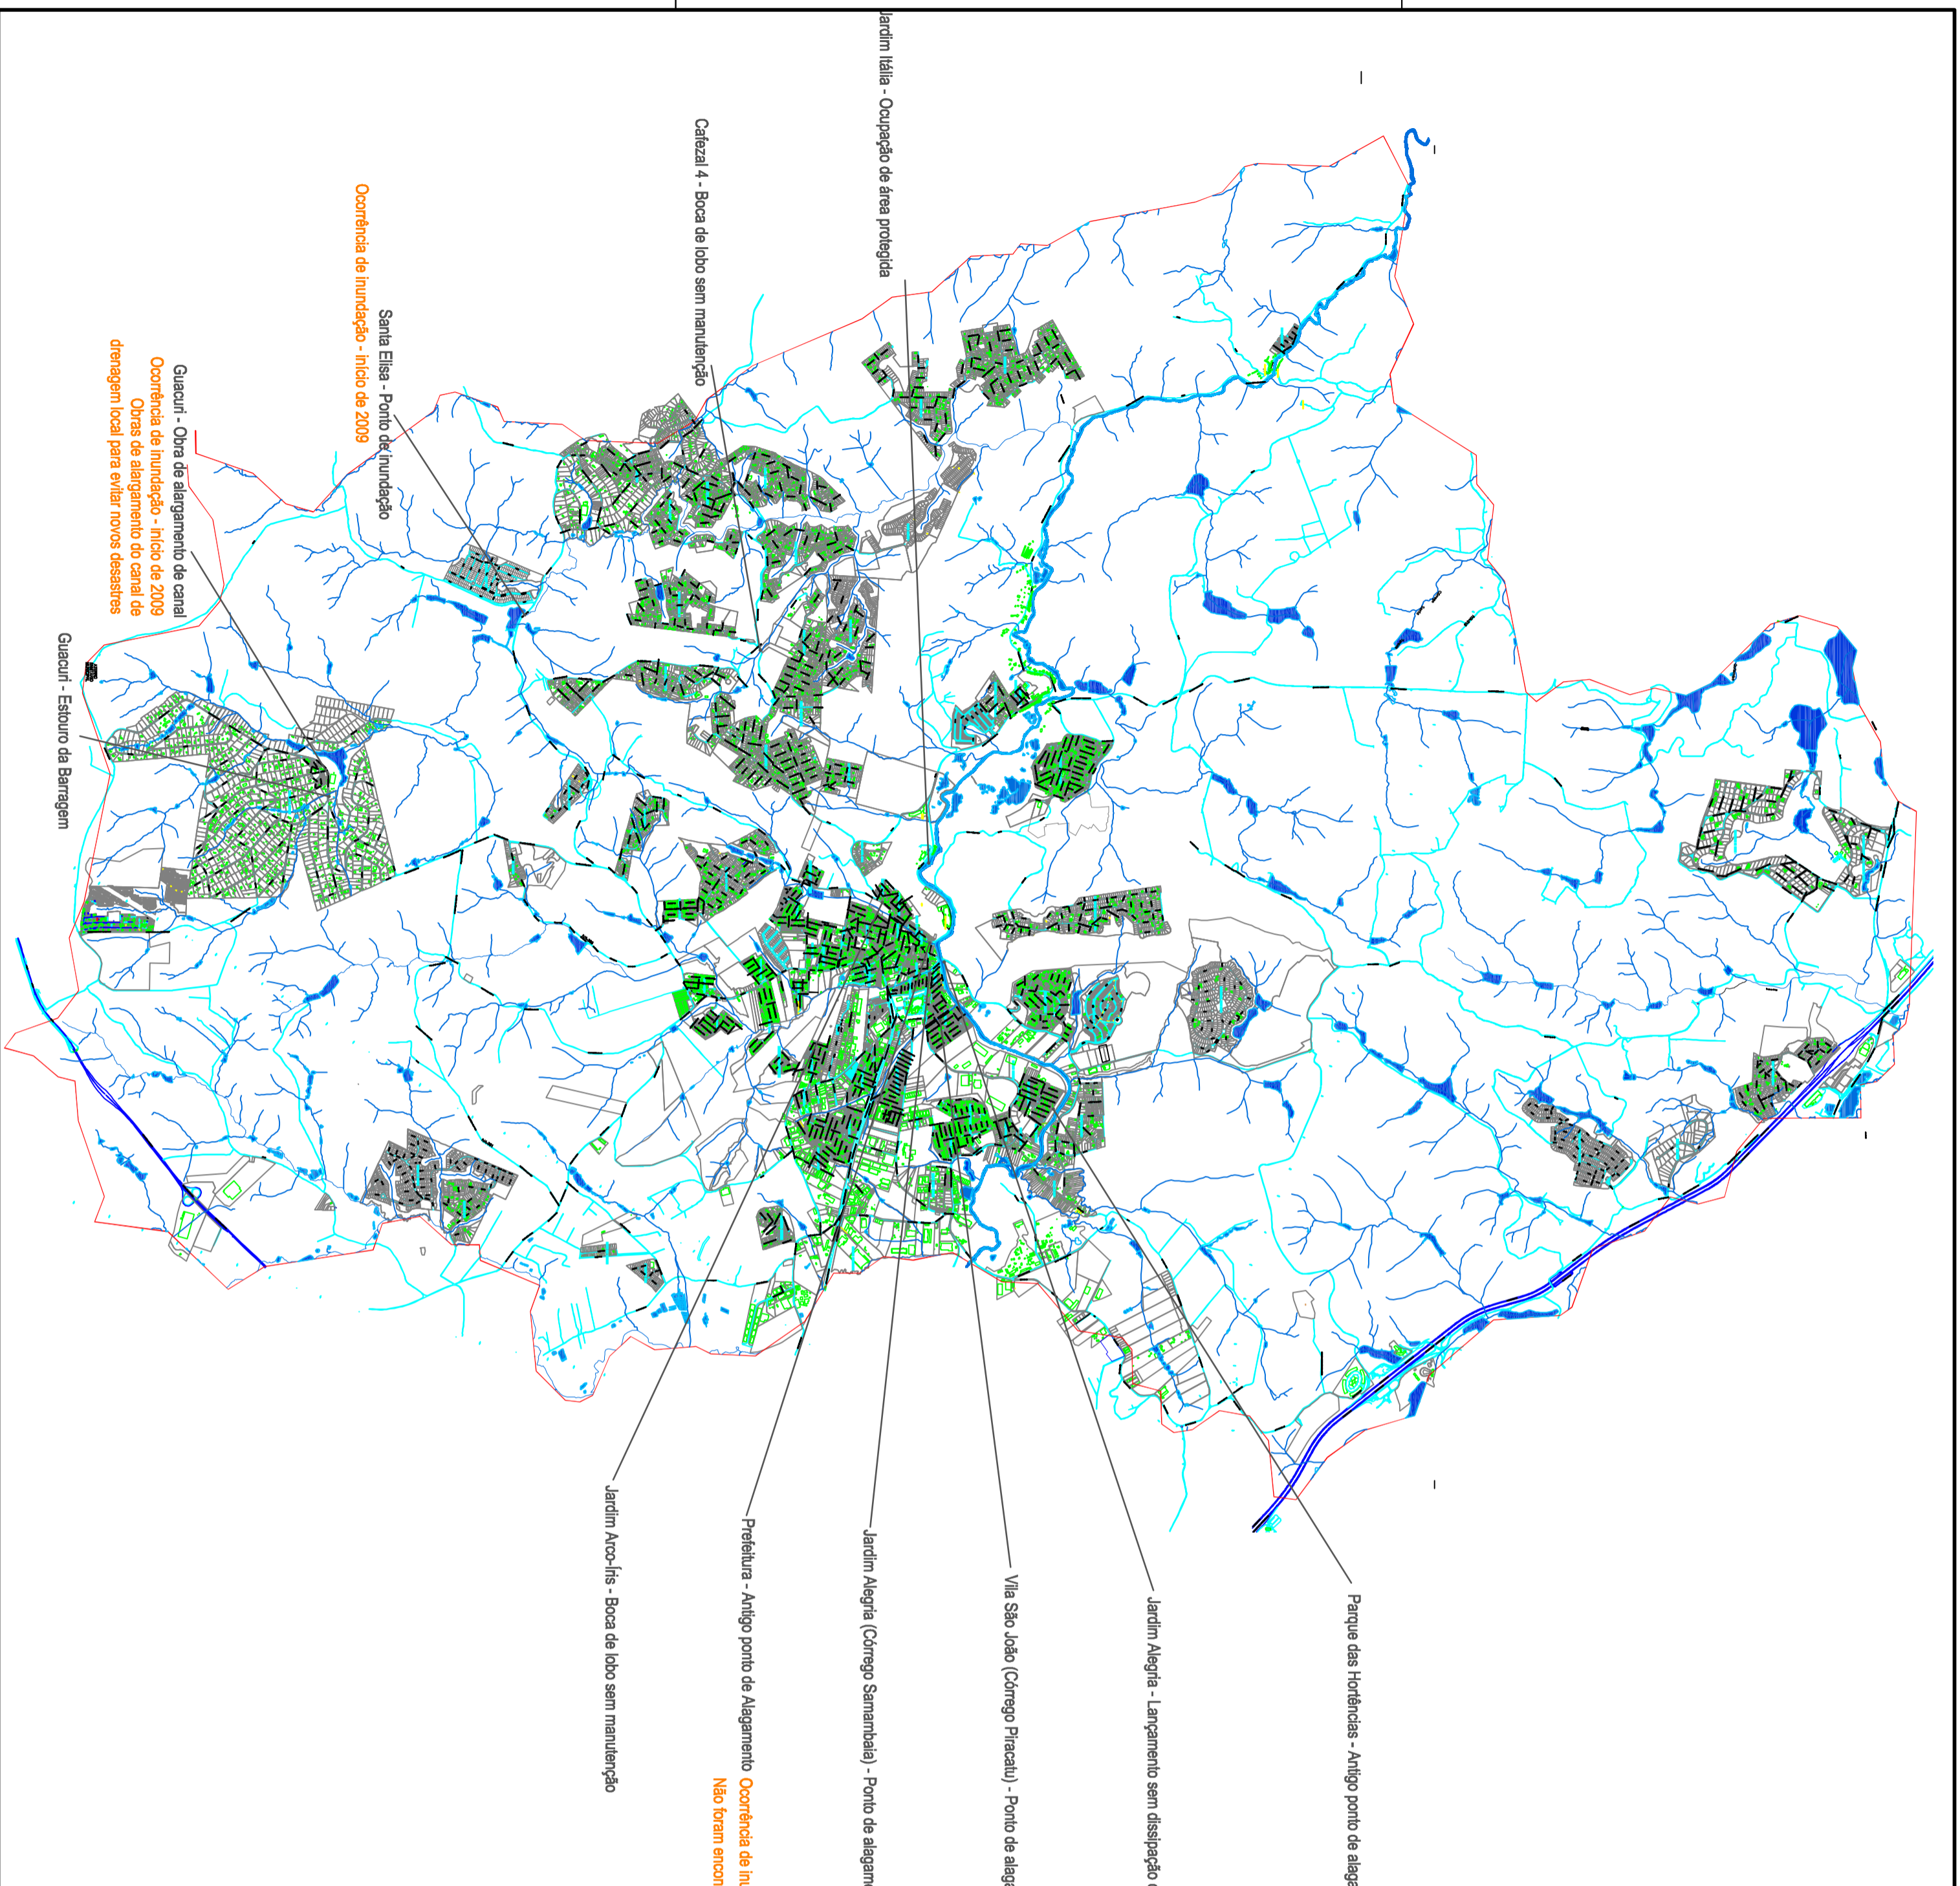 Jardim Itália - Ocupação de área protegida
Cafezal 4 - Boca de lobo sem manutenção
Santa Elisa - Ponto de inundação
Ocorrência de inundação - início de 2009
Guacuri - Obra de alargamento de canal
Ocorrência de inundação - início de 2009
Obras de alargamento do canal de
drenagem local para evitar novos desastres
Guacuri - Estouro da Barragem
Parque das Hortências - Antigo ponto de alaga
Jardim Alegria - Lançamento sem dissipação
Vila São João (Córrego Piracatu) - Ponto de alaga
Jardim Alegria (Córrego Samambaia) - Ponto de alagam
Prefeitura - Antigo ponto de Alagamento
Ocorrência de inu
Não foram encon
Jardim Arco-Íris - Boca de lobo sem manutenção